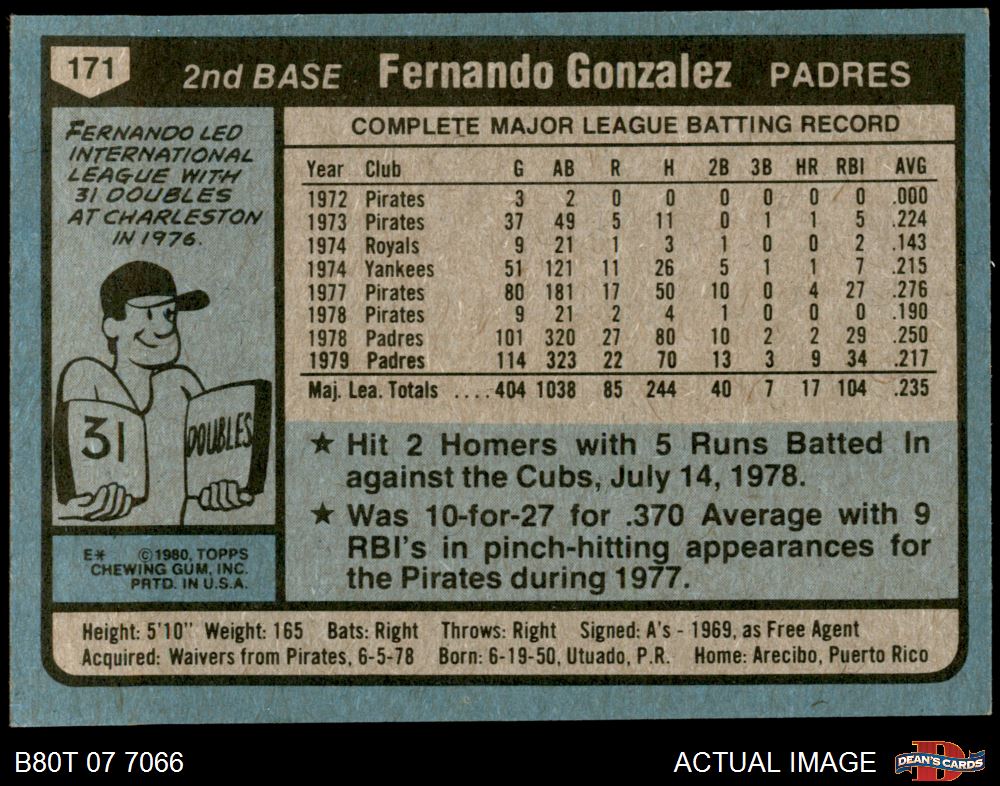 171
2nd BASE Fernando Gonzalez PADRES
FERNANDO LED
INTERNATIONAL
LEAGUE WITH
31 DOUBLES
AT CHARLESTON
IN 1976.
31 DOUBLES
E* ©1980, TOPPS
CHEWING GUM, INC.
PRTD. IN U.S.A.
COMPLETE MAJOR LEAGUE BATTING RECORD
Year Club G AB R H 2B 3B HR RBI AVG
1972 Pirates 3 2 0 0 0 0 0 0 .000
1973 Pirates 37 49 5 11 0 1 1 5 .224
1974 Royals 9 21 1 3 1 0 0 2 .143
1974 Yankees 51 121 11 26 5 1 1 7 .215
1977 Pirates 80 181 17 50 10 0 4 27 .276
1978 Pirates 9 21 2 4 1 0 0 0 .190
1978 Padres 101 320 27 80 10 2 2 29 .250
1979 Padres 114 323 22 70 13 3 9 34 .217
Maj. Lea. Totals ....404 1038 85 244 40 7 17 104 .235
★ Hit 2 Homers with 5 Runs Batted In
against the Cubs, July 14, 1978.
★ Was 10-for-27 for .370 Average with 9
RBI's in pinch-hitting appearances for
the Pirates during 1977.
Height: 5'10" Weight: 165 Bats: Right Throws: Right Signed: A's - 1969, as Free Agent
Acquired: Waivers from Pirates, 6-5-78 Born: 6-19-50, Utuado, P.R. Home: Arecibo, Puerto Rico
B80T 07 7066
ACTUAL IMAGE
D
DEAN'S CARDS